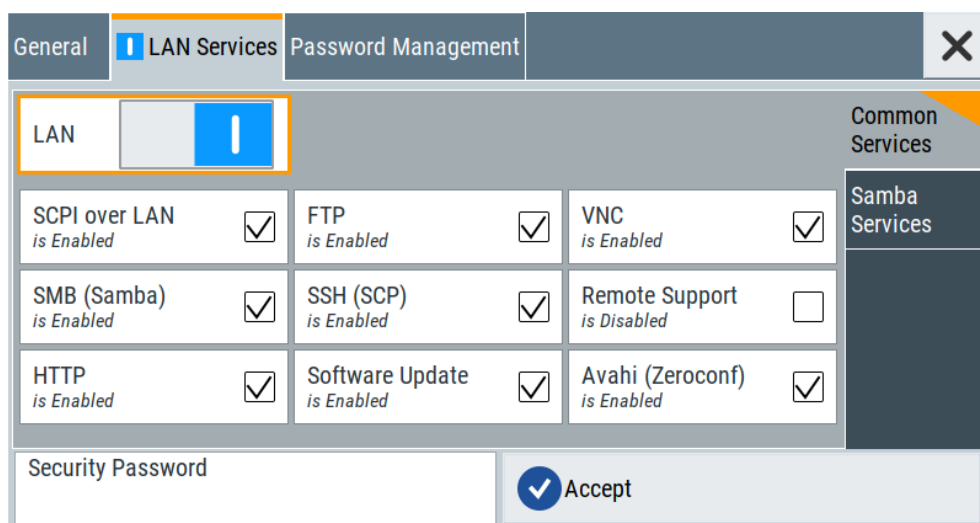 General LAN Services Password Management
LAN
Common
Services
Samba
Services
SCPI over LAN
is Enabled
FTP
is Enabled
VNC
is Enabled
SMB (Samba)
is Enabled
SSH (SCP)
is Enabled
Remote Support
is Disabled
HTTP
is Enabled
Software Update
is Enabled
Avahi (Zeroconf)
is Enabled
Security Password
Accept